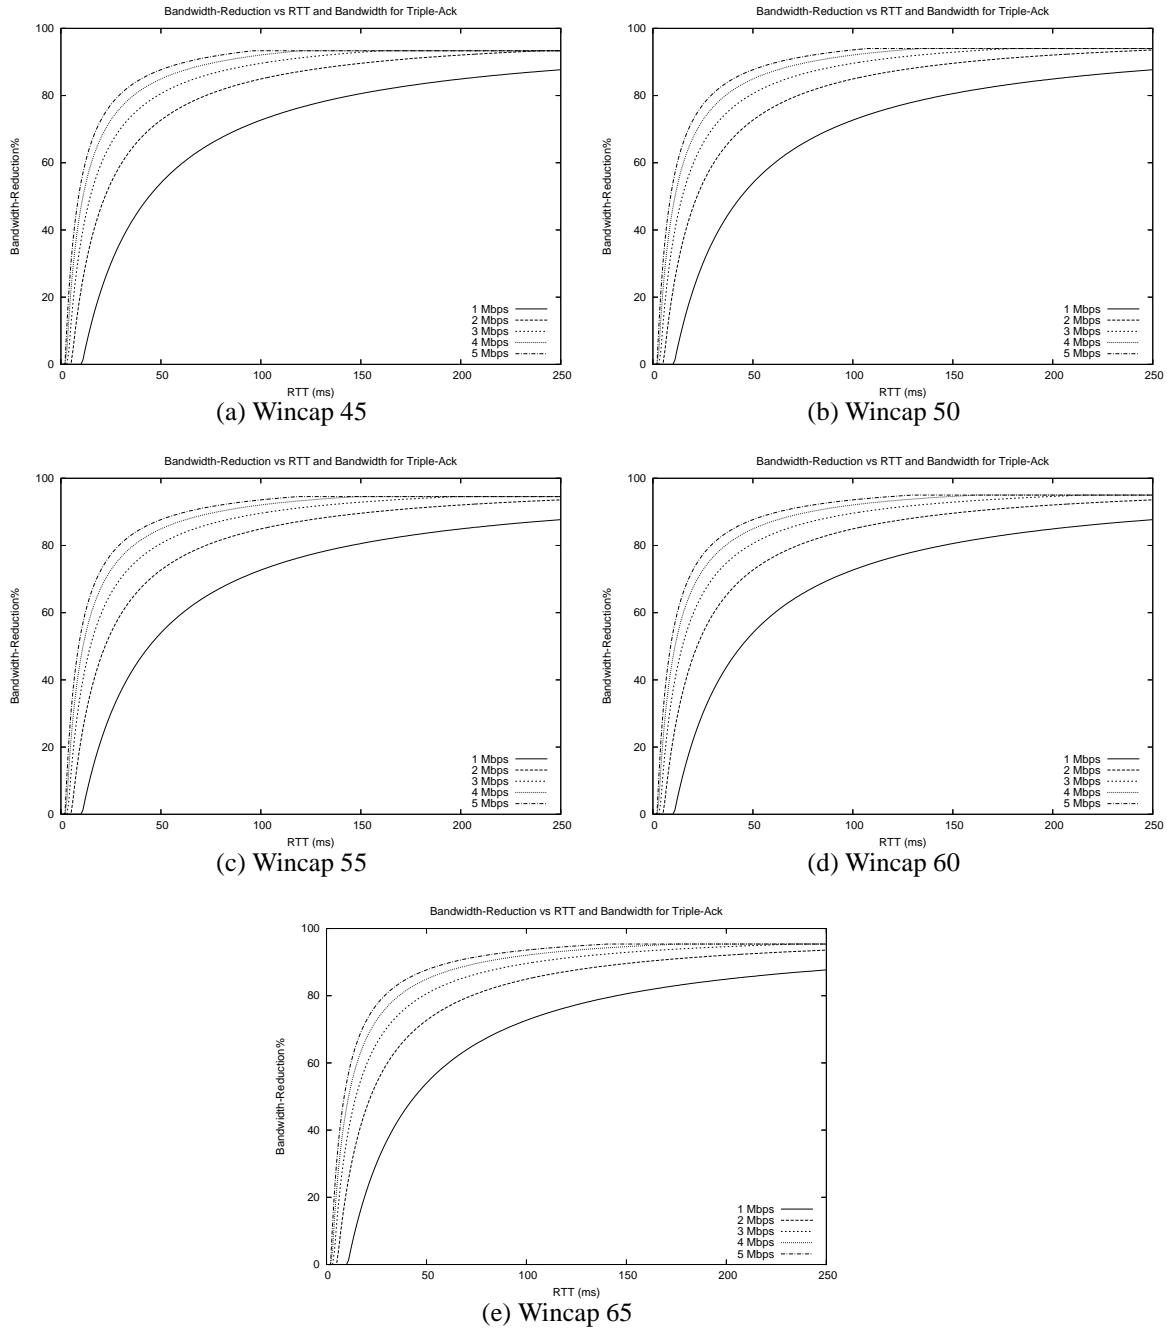 Bandwidth-Reduction vs RTT and Bandwidth for Triple-Ack
100
80
60
40
20
0
Bandwidth-Reduction%
1 Mbps
2 Mbps
3 Mbps
4 Mbps
5 Mbps
0 50 100 150 200 250
RTT (ms)
(a) Wincap 45
Bandwidth-Reduction vs RTT and Bandwidth for Triple-Ack
100
80
60
40
20
0
Bandwidth-Reduction%
1 Mbps
2 Mbps
3 Mbps
4 Mbps
5 Mbps
0 50 100 150 200 250
RTT (ms)
(b) Wincap 50
Bandwidth-Reduction vs RTT and Bandwidth for Triple-Ack
100
80
60
40
20
0
Bandwidth-Reduction%
1 Mbps
2 Mbps
3 Mbps
4 Mbps
5 Mbps
0 50 100 150 200 250
RTT (ms)
(c) Wincap 55
Bandwidth-Reduction vs RTT and Bandwidth for Triple-Ack
100
80
60
40
20
0
Bandwidth-Reduction%
1 Mbps
2 Mbps
3 Mbps
4 Mbps
5 Mbps
0 50 100 150 200 250
RTT (ms)
(d) Wincap 60
Bandwidth-Reduction vs RTT and Bandwidth for Triple-Ack
100
80
60
40
20
0
Bandwidth-Reduction%
1 Mbps
2 Mbps
3 Mbps
4 Mbps
5 Mbps
0 50 100 150 200 250
RTT (ms)
(e) Wincap 65